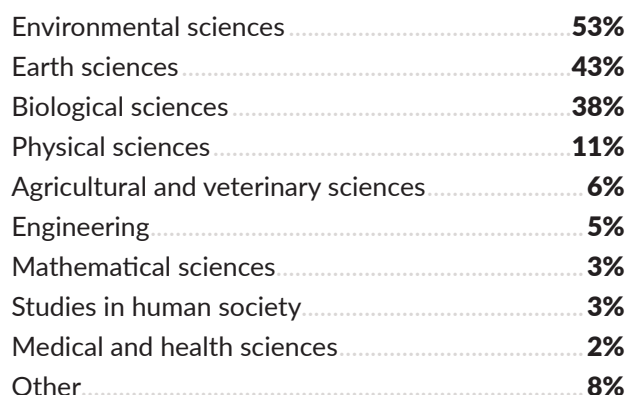 Environmental sciences 53%
Earth sciences 43%
Biological sciences 38%
Physical sciences 11%
Agricultural and veterinary sciences 6%
Engineering 5%
Mathematical sciences 3%
Studies in human society 3%
Medical and health sciences 2%
Other 8%